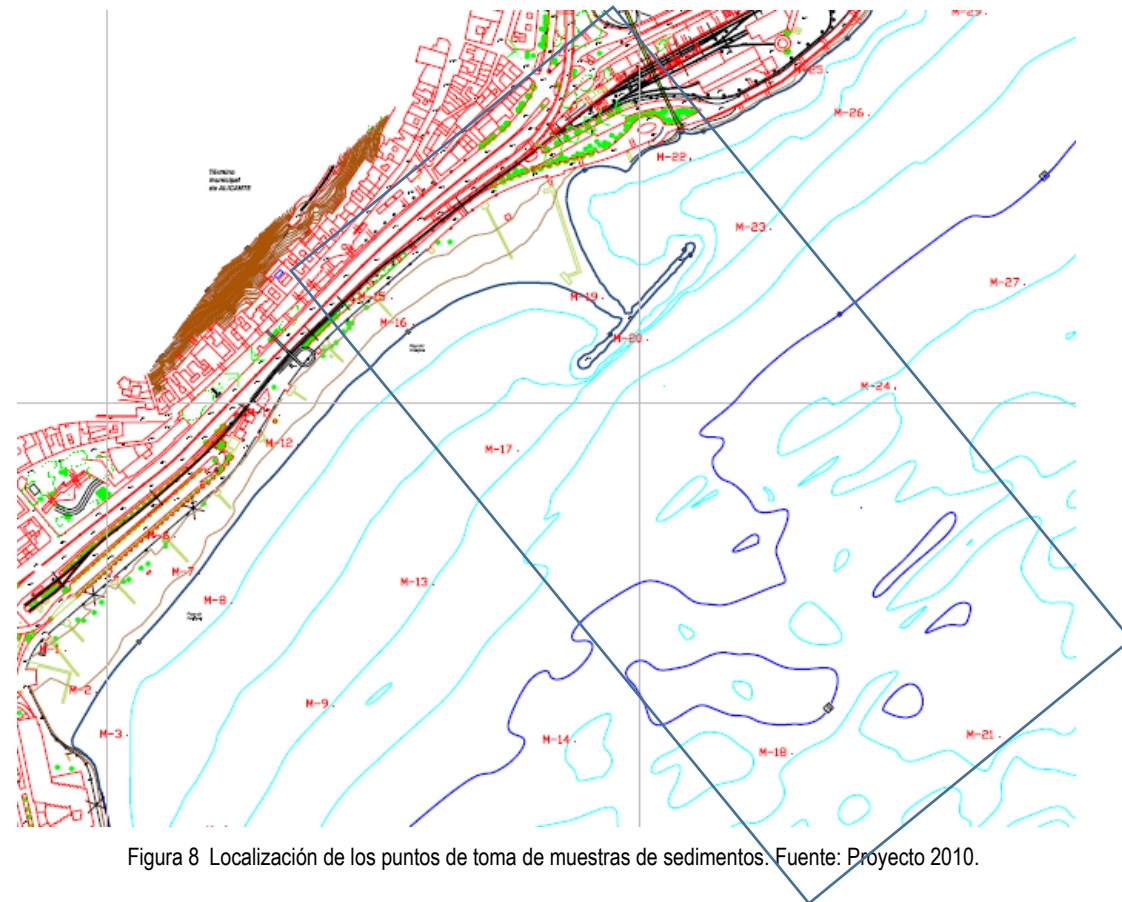 M-29.
M-25.
M-26.
M-22,
Término
municipal
de ALICANTE
M-23.
M-27.
M-15.
M-19.
M-16.
M-20.
M-24,
M-12.
M-17.
M-6.
M-7.
M-13.
M-8.
M-1.
M-2.
M-9.
M-3.
M-14.
M-18.
M-21.
Figura 8 Localización de los puntos de toma de muestras de sedimentos. Fuente: Proyecto 2010.